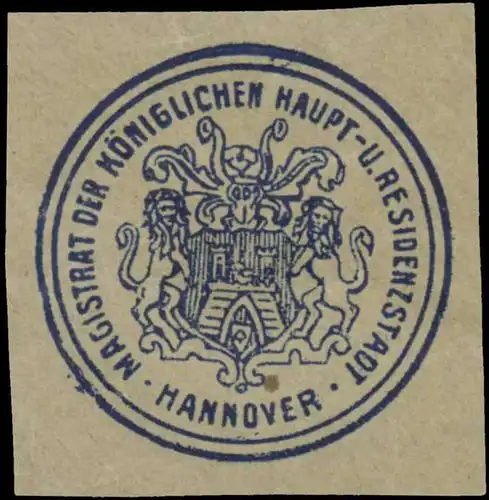 MAGISTRAT DER KÖNIGLICHEN HAUPT-U.RESIDENZSTADT
· HANNOVER ·